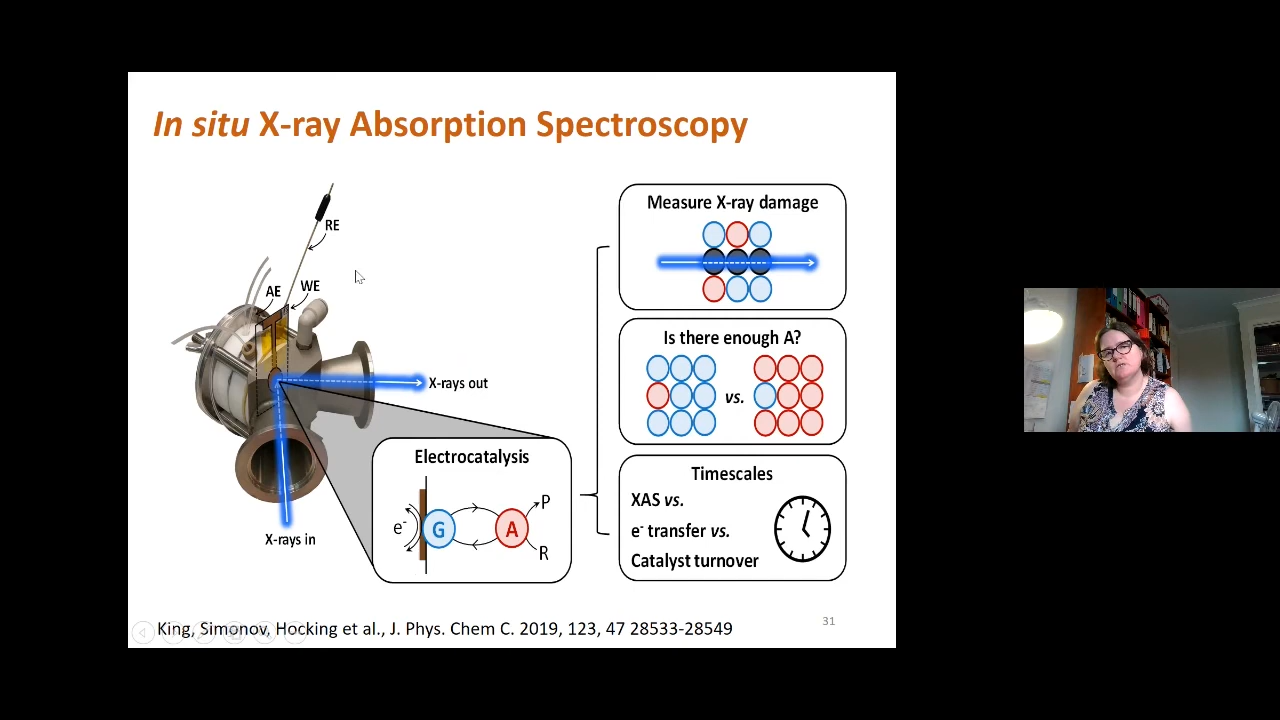 In situ X-ray Absorption Spectroscopy
RE
AE
WE
X-rays out
X-rays in
Electrocatalysis
e-
G
A
P
R
Measure X-ray damage
Is there enough A?
vs.
Timescales
XAS vs.
e- transfer vs.
Catalyst turnover
King, Simonov, Hocking et al., J. Phys. Chem C. 2019, 123, 47 28533-28549
31